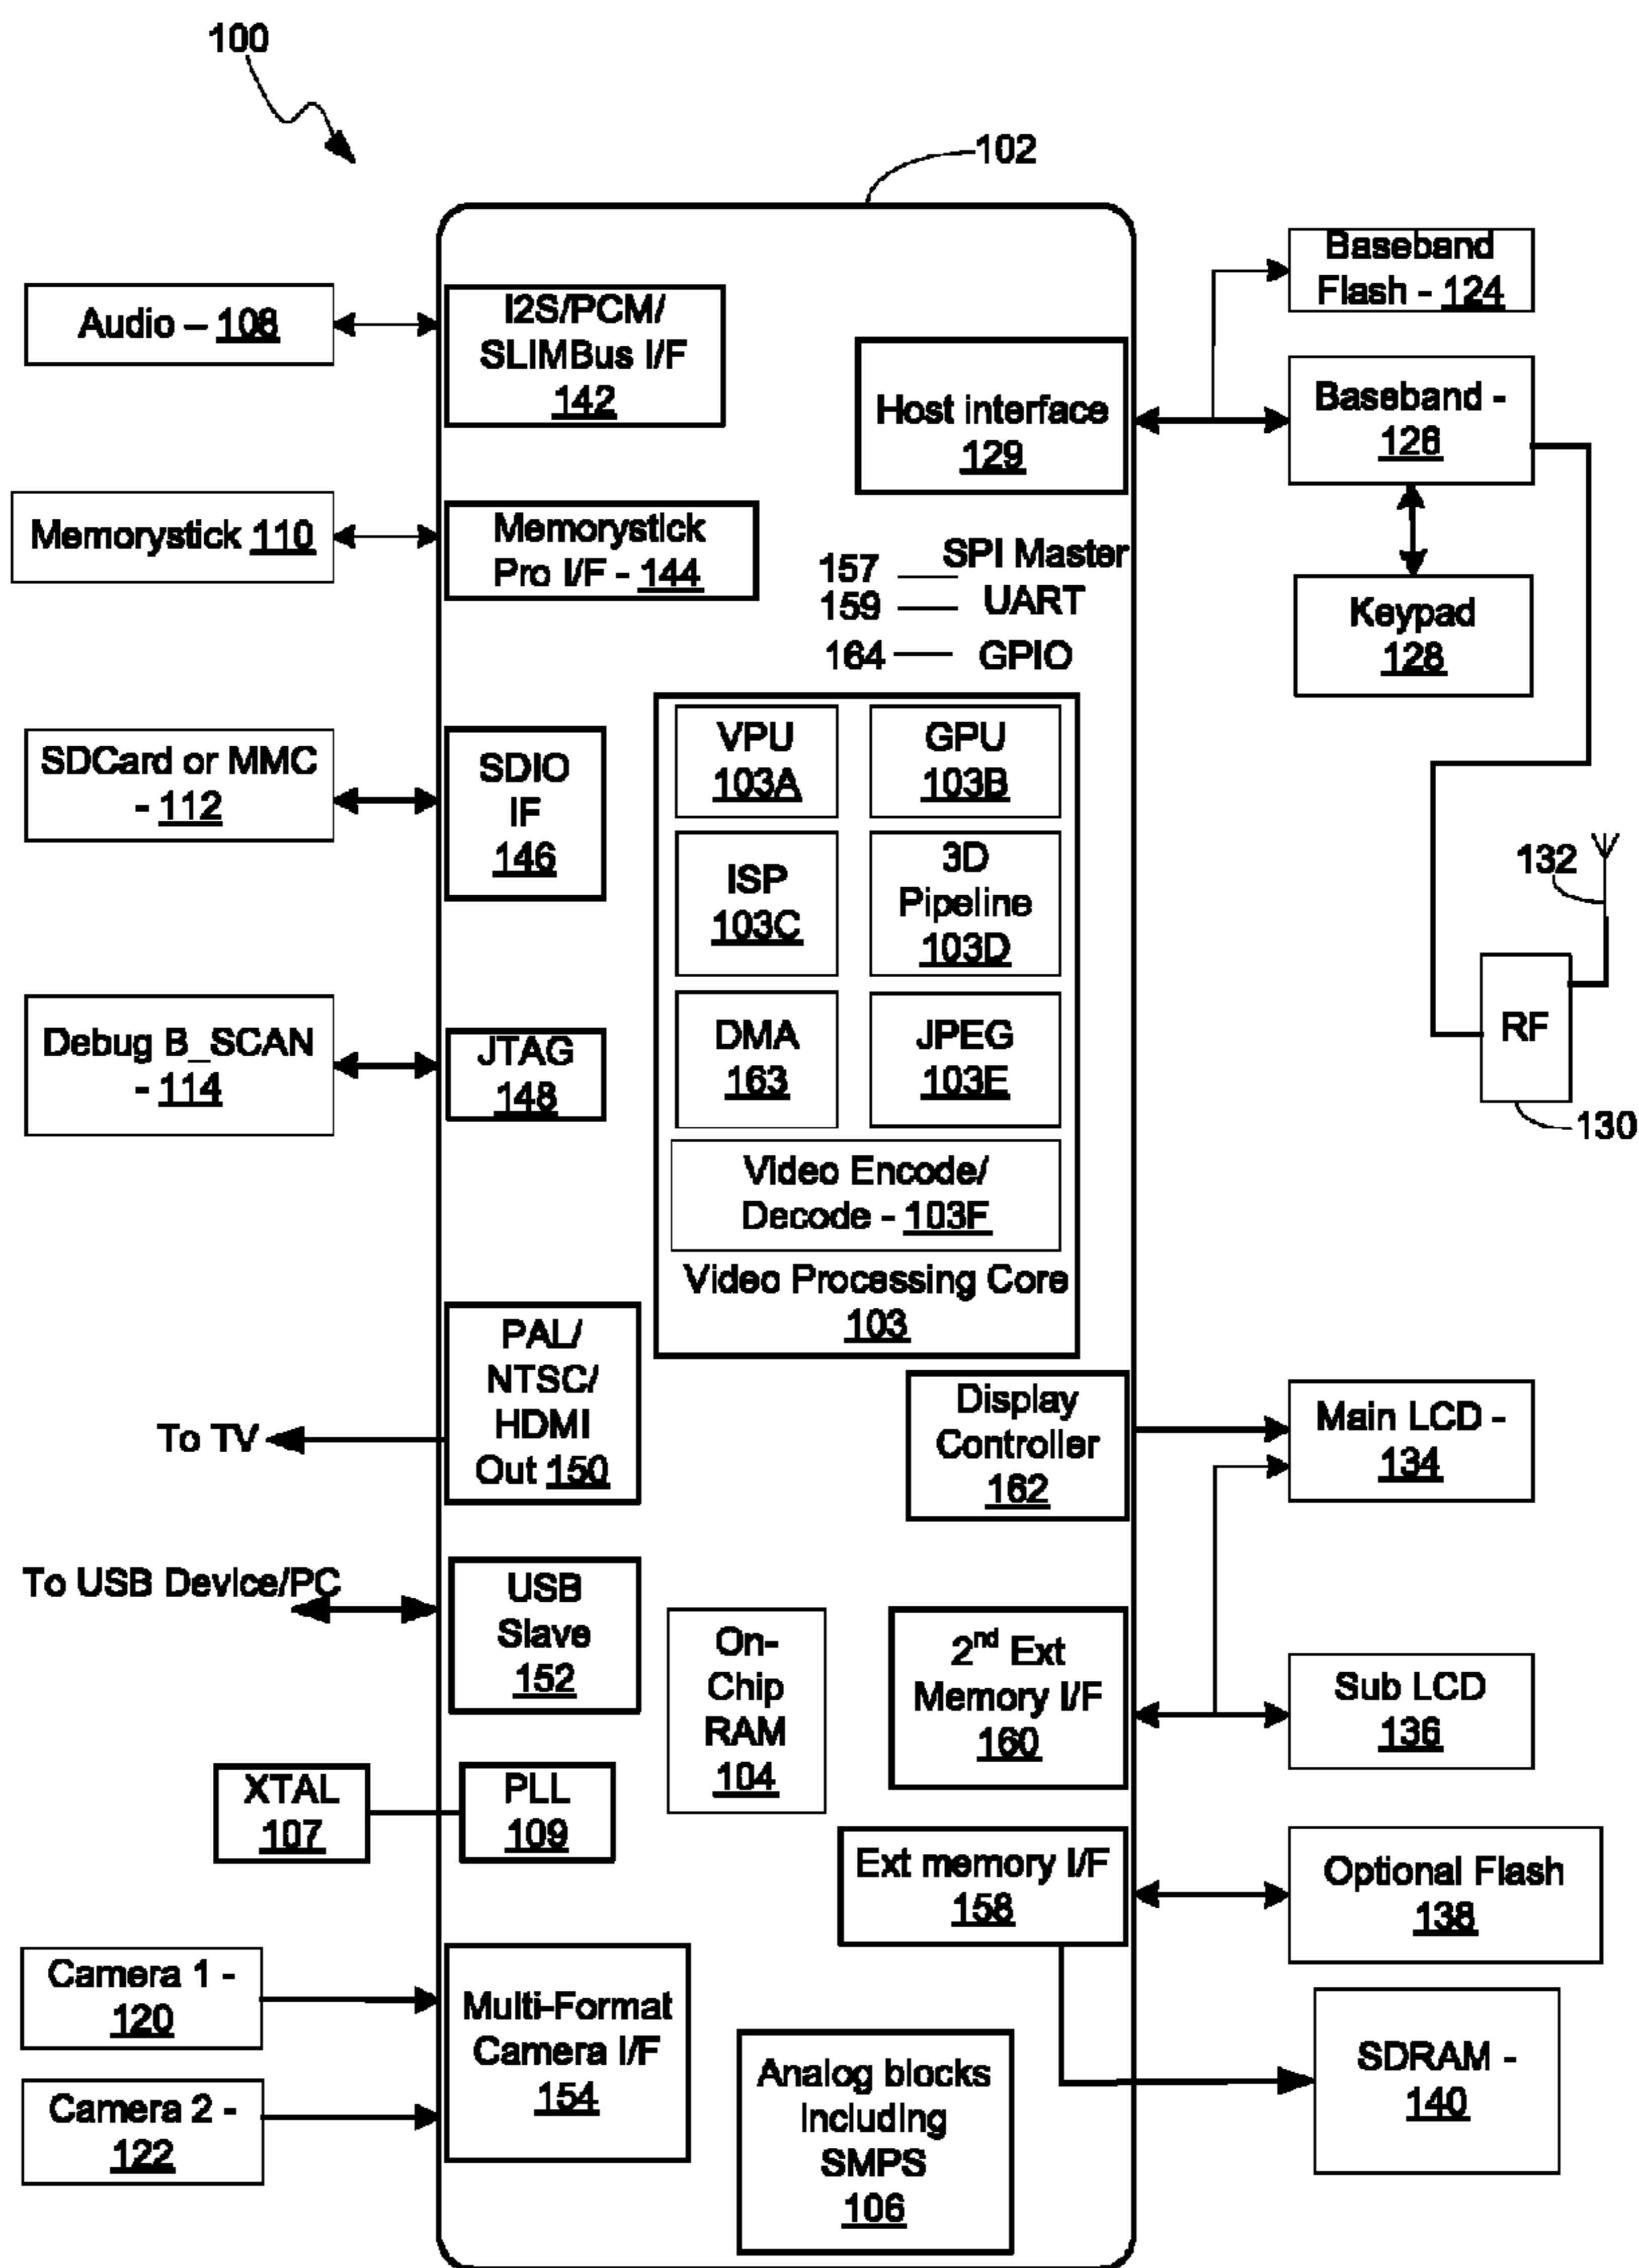 100
102
Audio – 108
I2S/PCM/
SLIMBus I/F
142
Host interface
129
Baseband
Flash - 124
Baseband -
126
Memorystick 110
Memorystick
Pro I/F - 144
157
SPI Master
159
UART
164
GPIO
Keypad
128
SDCard or MMC
- 112
SDIO
IF
146
VPU
103A
GPU
103B
ISP
103C
3D
Pipeline
103D
132
Debug B_SCAN
- 114
JTAG
148
DMA
163
JPEG
103E
RF
130
Video Encode/
Decode - 103F
Video Processing Core
103
PAL/
NTSC/
HDMI
Out 150
To TV
Display
Controller
162
Main LCD -
134
To USB Device/PC
USB
Slave
152
On-
Chip
RAM
104
2nd Ext
Memory I/F
160
Sub LCD
136
XTAL
107
PLL
109
Ext memory I/F
158
Optional Flash
138
Camera 1 -
120
Multi-Format
Camera I/F
154
Camera 2 -
122
Analog blocks
including
SMPS
106
SDRAM -
140